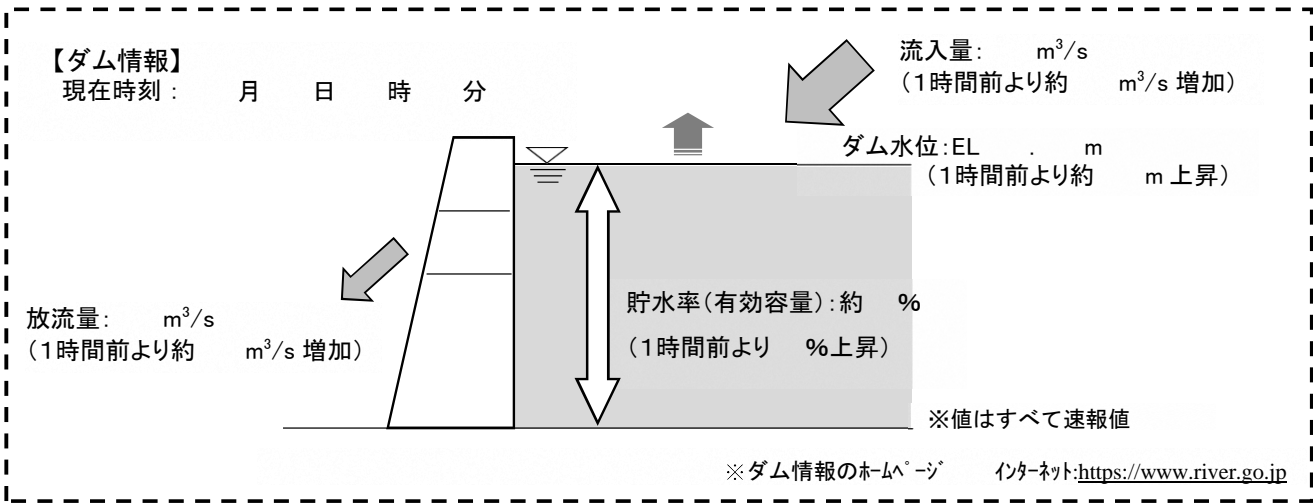 【ダム情報】
現在時刻： 月 日 時 分
流入量： m³/s
（１時間前より約 m³/s 増加）
ダム水位：EL . m
（１時間前より約 m 上昇）
貯水率（有効容量）：約 %
（１時間前より %上昇）
放流量： m³/s
（１時間前より約 m³/s 増加）
※値はすべて速報値
※ダム情報のﾎｰﾑﾍﾟｰｼﾞ ｲﾝﾀｰﾈｯﾄ:https://www.river.go.jp